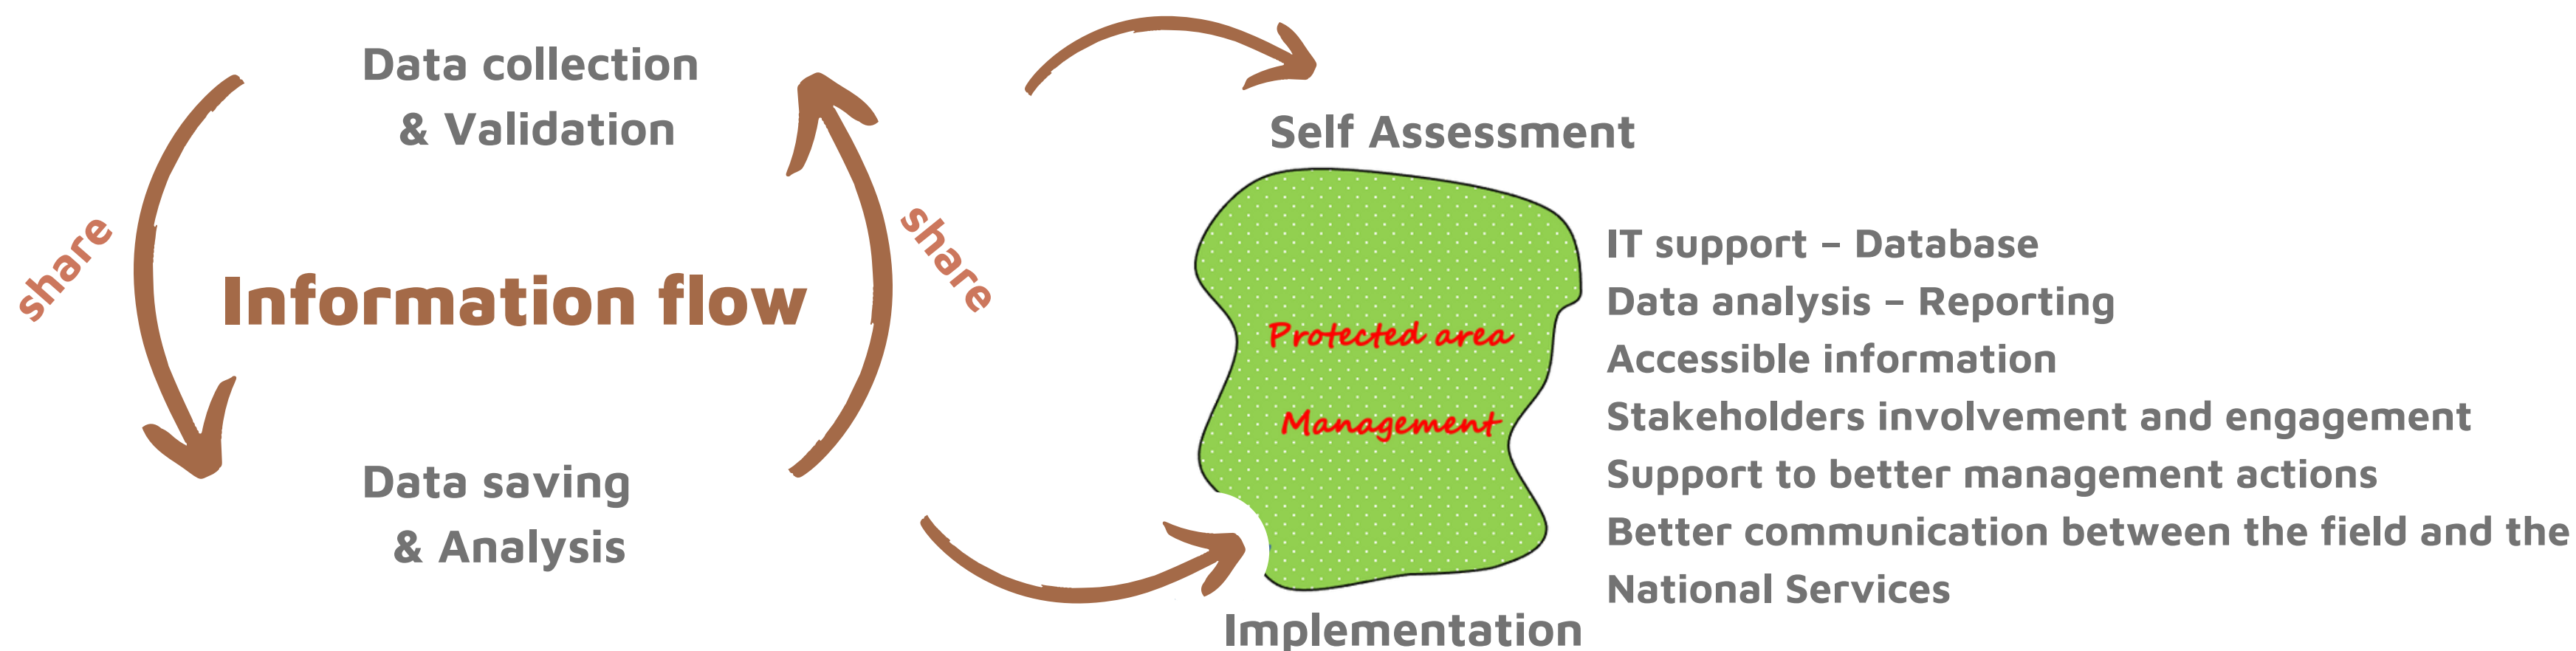 Data collection
& Validation
share
share
Information flow
Data saving
& Analysis
Self Assessment
Protected area
Management
Implementation
IT support – Database
Data analysis – Reporting
Accessible information
Stakeholders involvement and engagement
Support to better management actions
Better communication between the field and the
National Services